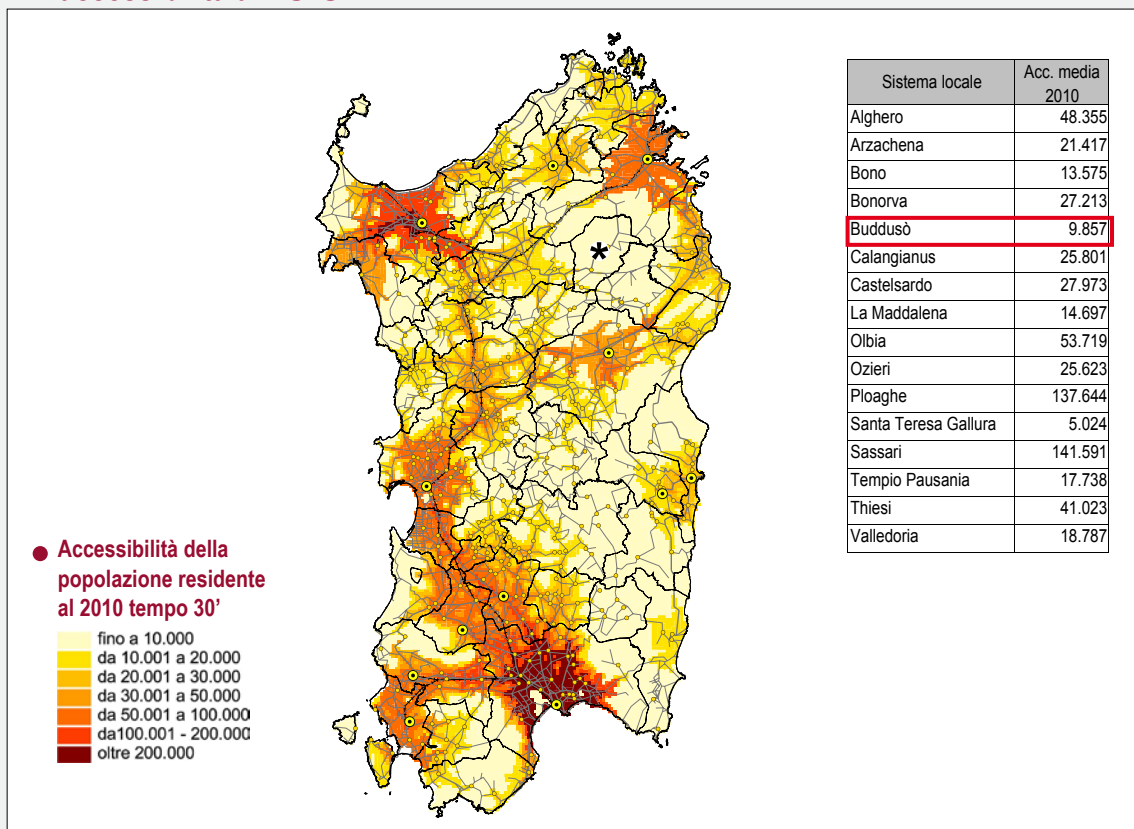 Sistema locale Acc. media 2010
Alghero 48.355
Arzachena 21.417
Bono 13.575
Bonorva 27.213
Buddusò 9.857
Calangianus 25.801
Castelsardo 27.973
La Maddalena 14.697
Olbia 53.719
Ozieri 25.623
Ploaghe 137.644
Santa Teresa Gallura 5.024
Sassari 141.591
Tempio Pausania 17.738
Thiesi 41.023
Valledoria 18.787
*
Accessibilità della
popolazione residente
al 2010 tempo 30'
fino a 10.000
da 10.001 a 20.000
da 20.001 a 30.000
da 30.001 a 50.000
da 50.001 a 100.000
da100.001 - 200.000
oltre 200.000